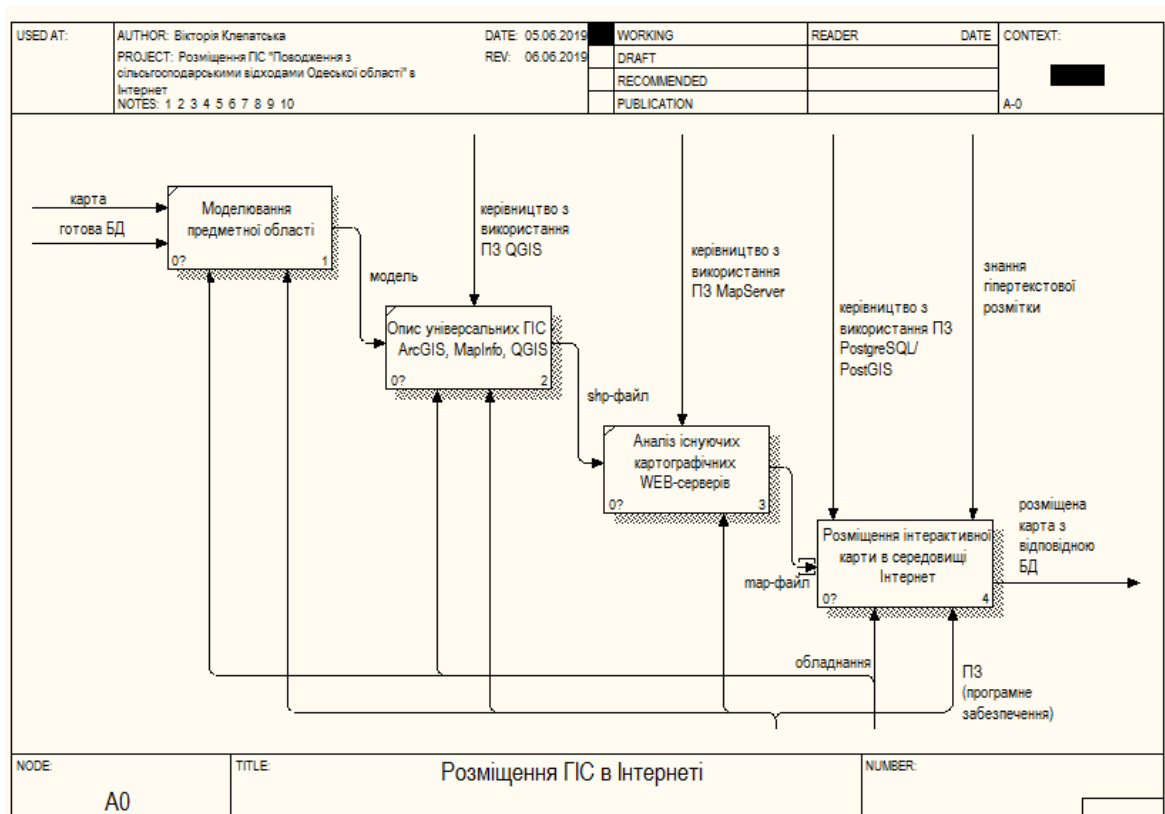 USED AT:
AUTHOR: Вікторія Клепатська
DATE: 05.06.2019
WORKING
READER
DATE
CONTEXT:
PROJECT: Розміщення ГІС "Поводження з
REV: 06.06.2019
DRAFT
сільсьгосподарськими відходами Одеської області" в
RECOMMENDED
Інтернет
NOTES: 1 2 3 4 5 6 7 8 9 10
PUBLICATION
A-0
карта
готова БД
Моделювання
предметної області
0?
1
керівництво з
використання
ПЗ QGIS
модель
керівництво з
використання
ПЗ MapServer
знання
гіпертекстової
розмітки
керівництво з
використання ПЗ
PostgreSQL/
PostGIS
Опис універсальних ГІС
ArcGIS, MapInfo, QGIS
0?
2
shp-файл
Аналіз існуючих
картографічних
WEB-серверів
0?
3
розміщена
карта з
відповідною
БД
Розміщення інтерактивної
карти в середовищі
Інтернет
0?
4
map-файл
обладнання
ПЗ
(програмне
забезпечення)
NODE:
TITLE:
NUMBER:
A0
Розміщення ГІС в Інтернеті